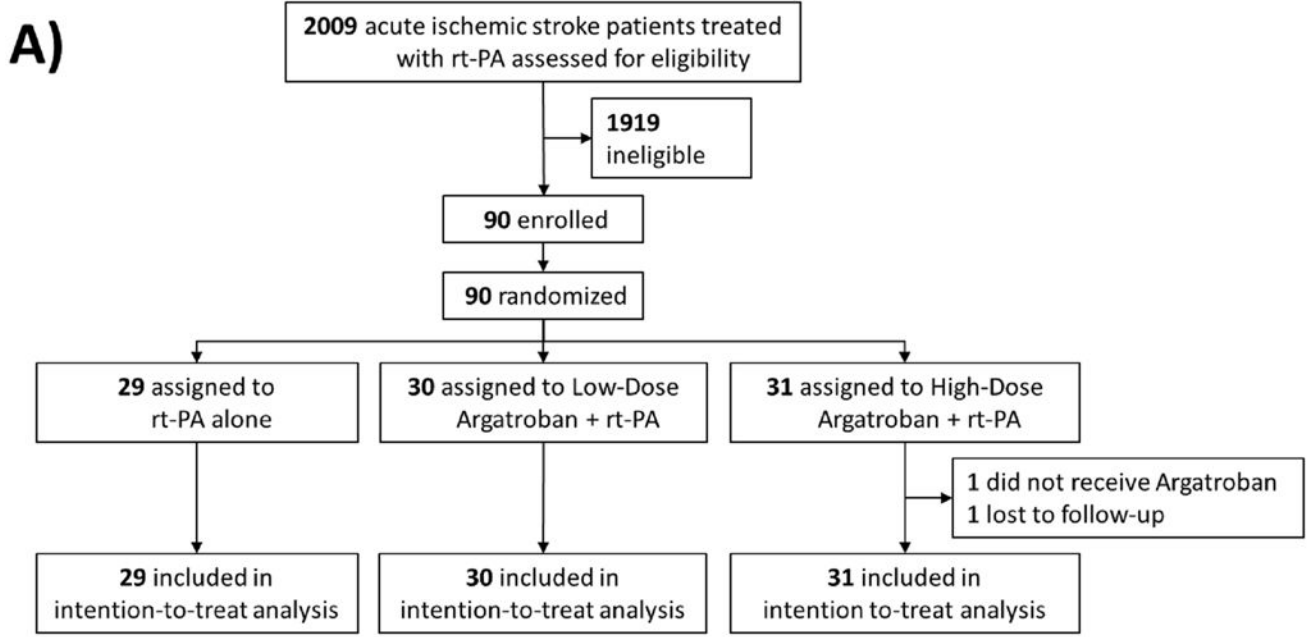 A)
2009 acute ischemic stroke patients treated
with rt-PA assessed for eligibility
1919
ineligible
90 enrolled
90 randomized
29 assigned to
rt-PA alone
30 assigned to Low-Dose
Argatroban + rt-PA
31 assigned to High-Dose
Argatroban + rt-PA
1 did not receive Argatroban
1 lost to follow-up
29 included in
intention-to-treat analysis
30 included in
intention-to-treat analysis
31 included in
intention to treat analysis